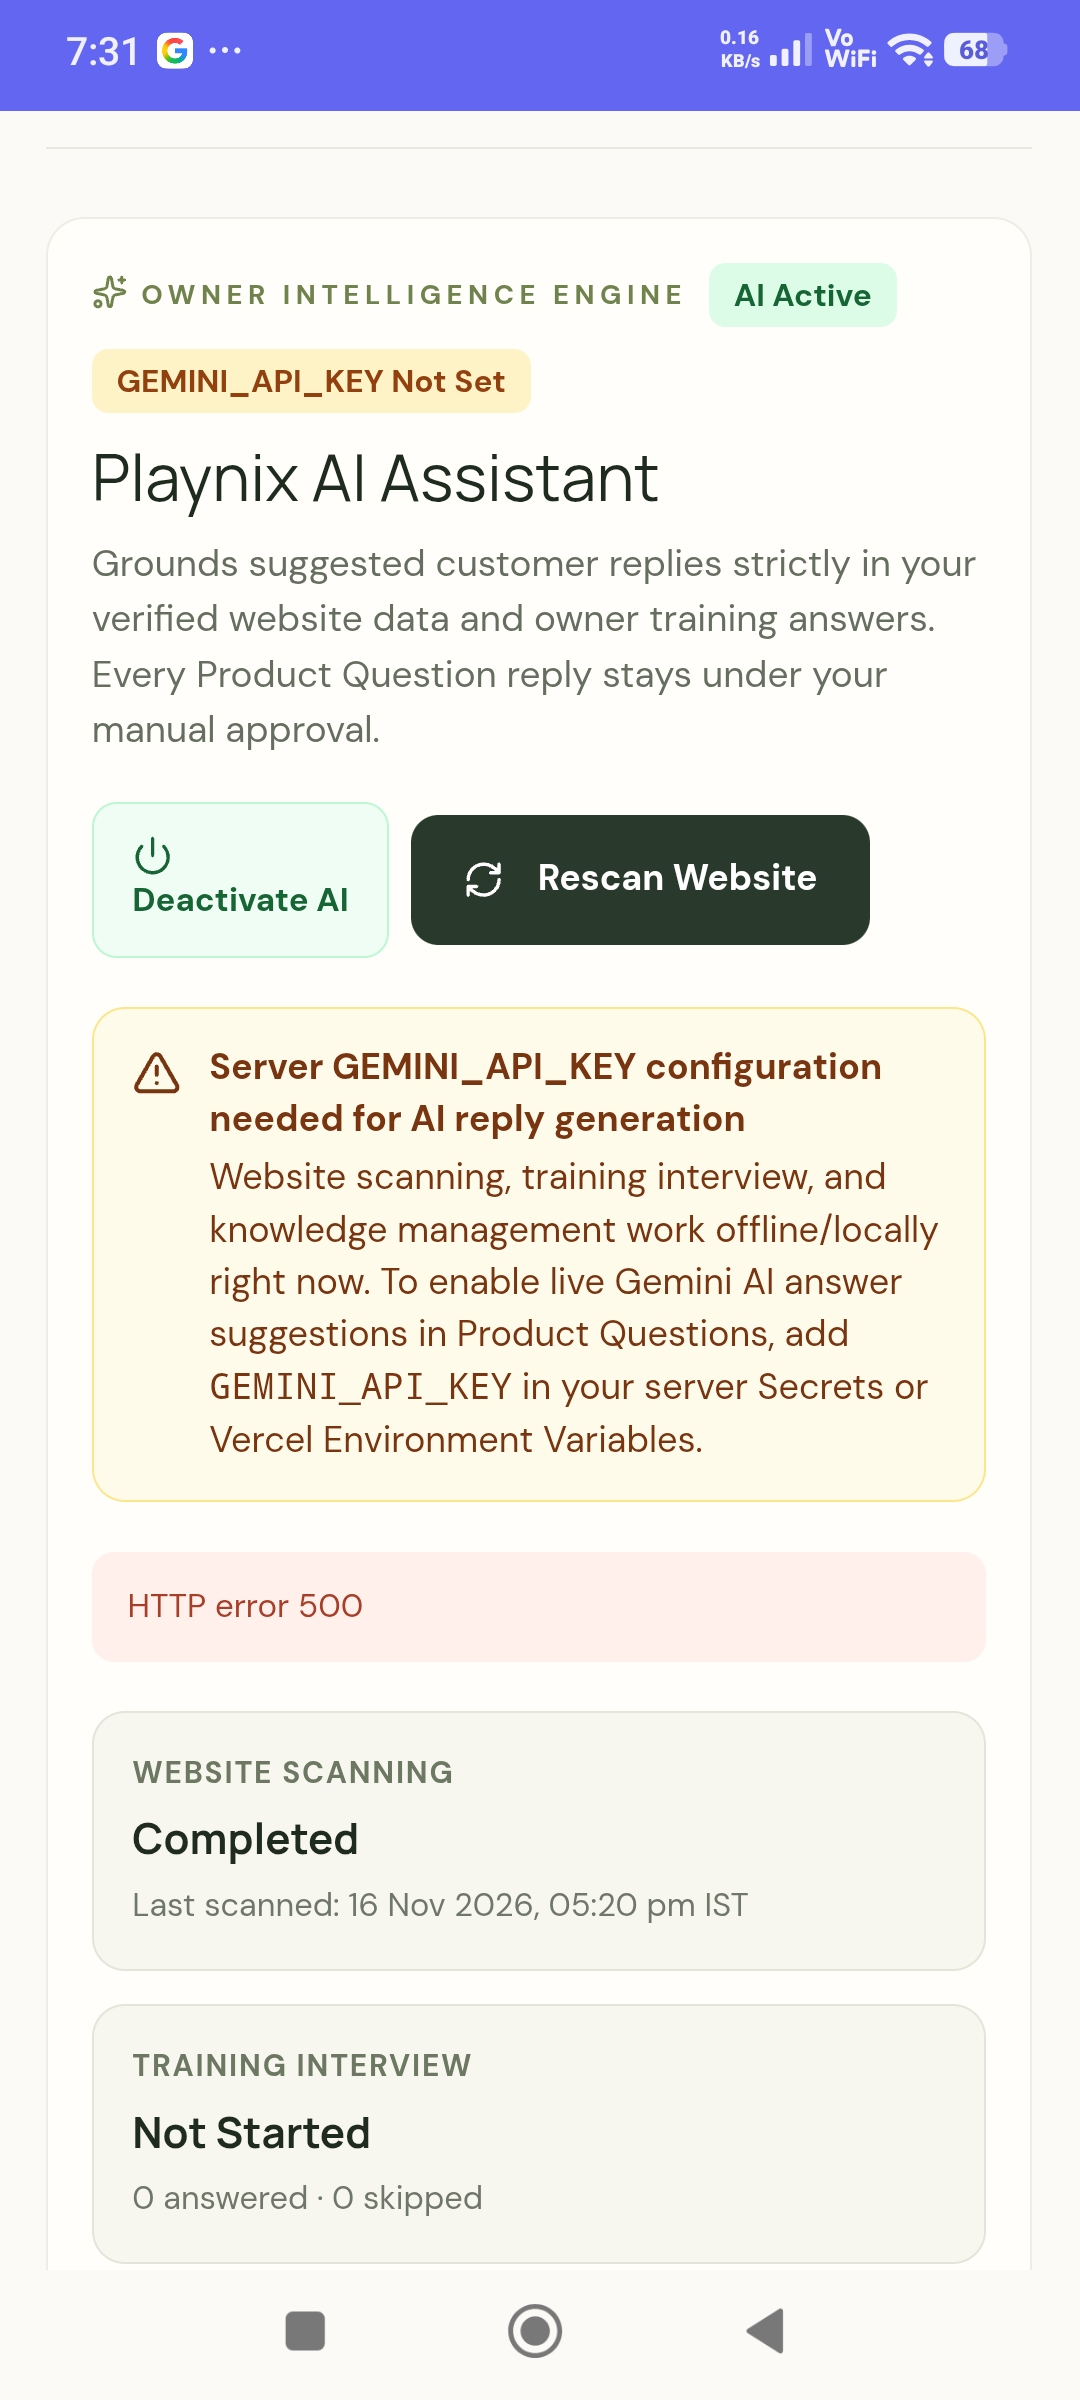 7:31 G ... 0.16 KB/s Vo WiFi 68
OWNER INTELLIGENCE ENGINE AI Active
GEMINI_API_KEY Not Set
Playnix AI Assistant
Grounds suggested customer replies strictly in your
verified website data and owner training answers.
Every Product Question reply stays under your
manual approval.
Deactivate AI
Rescan Website
Server GEMINI_API_KEY configuration
needed for AI reply generation
Website scanning, training interview, and
knowledge management work offline/locally
right now. To enable live Gemini AI answer
suggestions in Product Questions, add
GEMINI_API_KEY in your server Secrets or
Vercel Environment Variables.
HTTP error 500
WEBSITE SCANNING
Completed
Last scanned: 16 Nov 2026, 05:20 pm IST
TRAINING INTERVIEW
Not Started
0 answered · 0 skipped